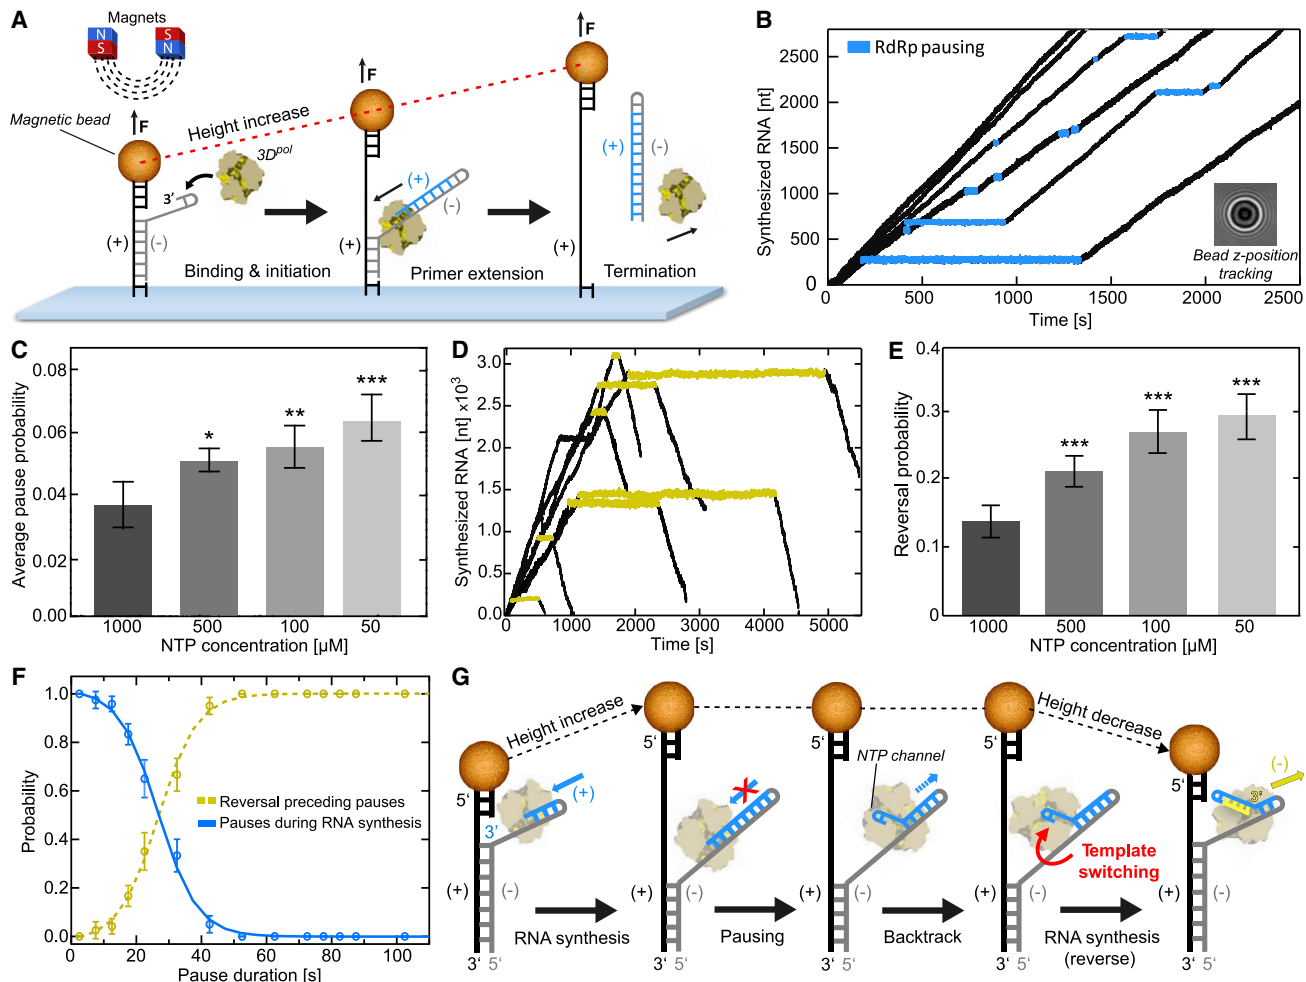 A
Magnets
N
S
S
N
F
F
F
Magnetic bead
Height increase
3Dpol
3'
(+)
(-)
(+)
(-)
(+)
(+)
(-)
(+)
Binding & initiation
Primer extension
Termination
B
RdRp pausing
Synthesized RNA [nt]
2500
2000
1500
1000
500
0
0
500
1000
1500
2000
2500
Time [s]
Bead z-position
tracking
C
Average pause probability
0.08
0.06
0.04
0.02
0.00
*
**
***
1000
500
100
50
NTP concentration [µM]
D
Synthesized RNA [nt] x10³
3.0
2.5
2.0
1.5
1.0
0.5
0.0
0
1000
2000
3000
4000
5000
Time [s]
E
Reversal probability
0.4
0.3
0.2
0.1
0
***
***
***
1000
500
100
50
NTP concentration [µM]
F
Probability
1.0
0.8
0.6
0.4
0.2
0.0
Reversal preceding pauses
Pauses during RNA synthesis
0
20
40
60
80
100
Pause duration [s]
G
Height increase
Height decrease
5'
5'
5'
5'
5'
NTP channel
(+)
3'
(-)
3'
Template
switching
(+)
(-)
(+)
(+)
(-)
(+)
(+)
(-)
RNA synthesis
Pausing
Backtrack
RNA synthesis
(reverse)
3' 5'
3' 5'
3' 5'
3' 5'
3' 5'